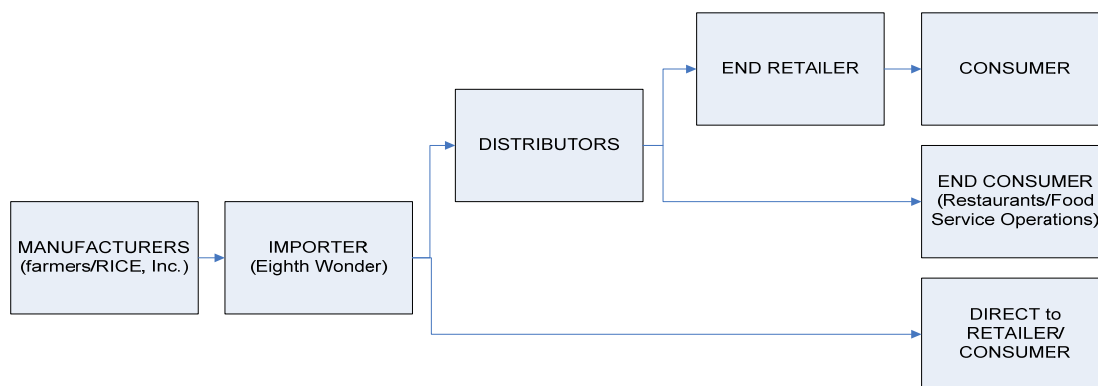 END RETAILER
CONSUMER
DISTRIBUTORS
END CONSUMER
(Restaurants/Food
Service Operations)
MANUFACTURERS
(farmers/RICE, Inc.)
IMPORTER
(Eighth Wonder)
DIRECT to
RETAILER/
CONSUMER